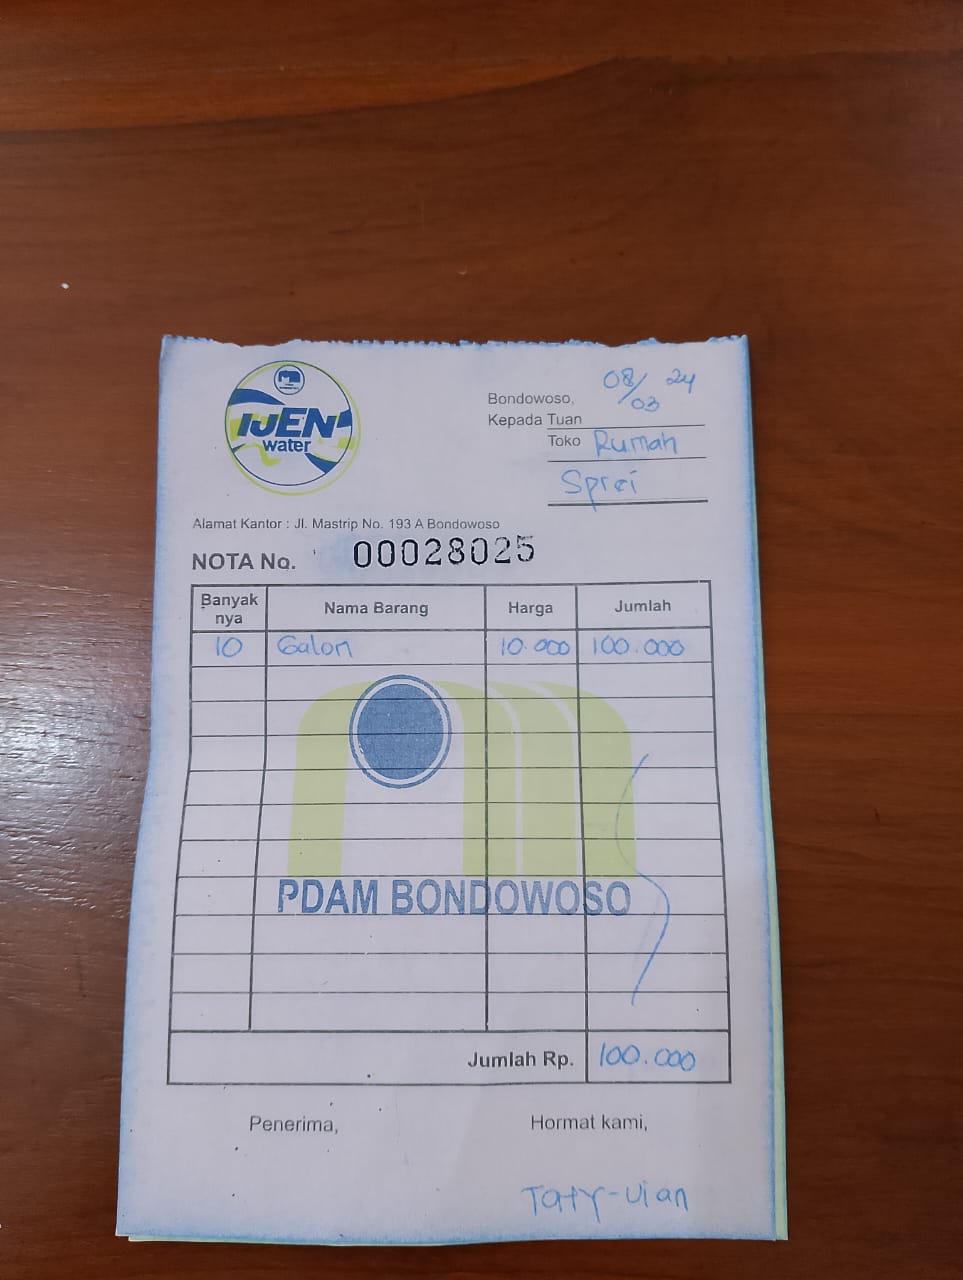 IJEN
water
Bondowoso, 08/03 24
Kepada Tuan
Toko Rumah
Sprei
Alamat Kantor : Jl. Mastrip No. 193 A Bondowoso
NOTA No. 00028025
Banyak nya Nama Barang Harga Jumlah
10 Galon 10.000 100.000
PDAM BONDOWOSO
Jumlah Rp. 100.000
Penerima, Hormat kami,
Taty-vian